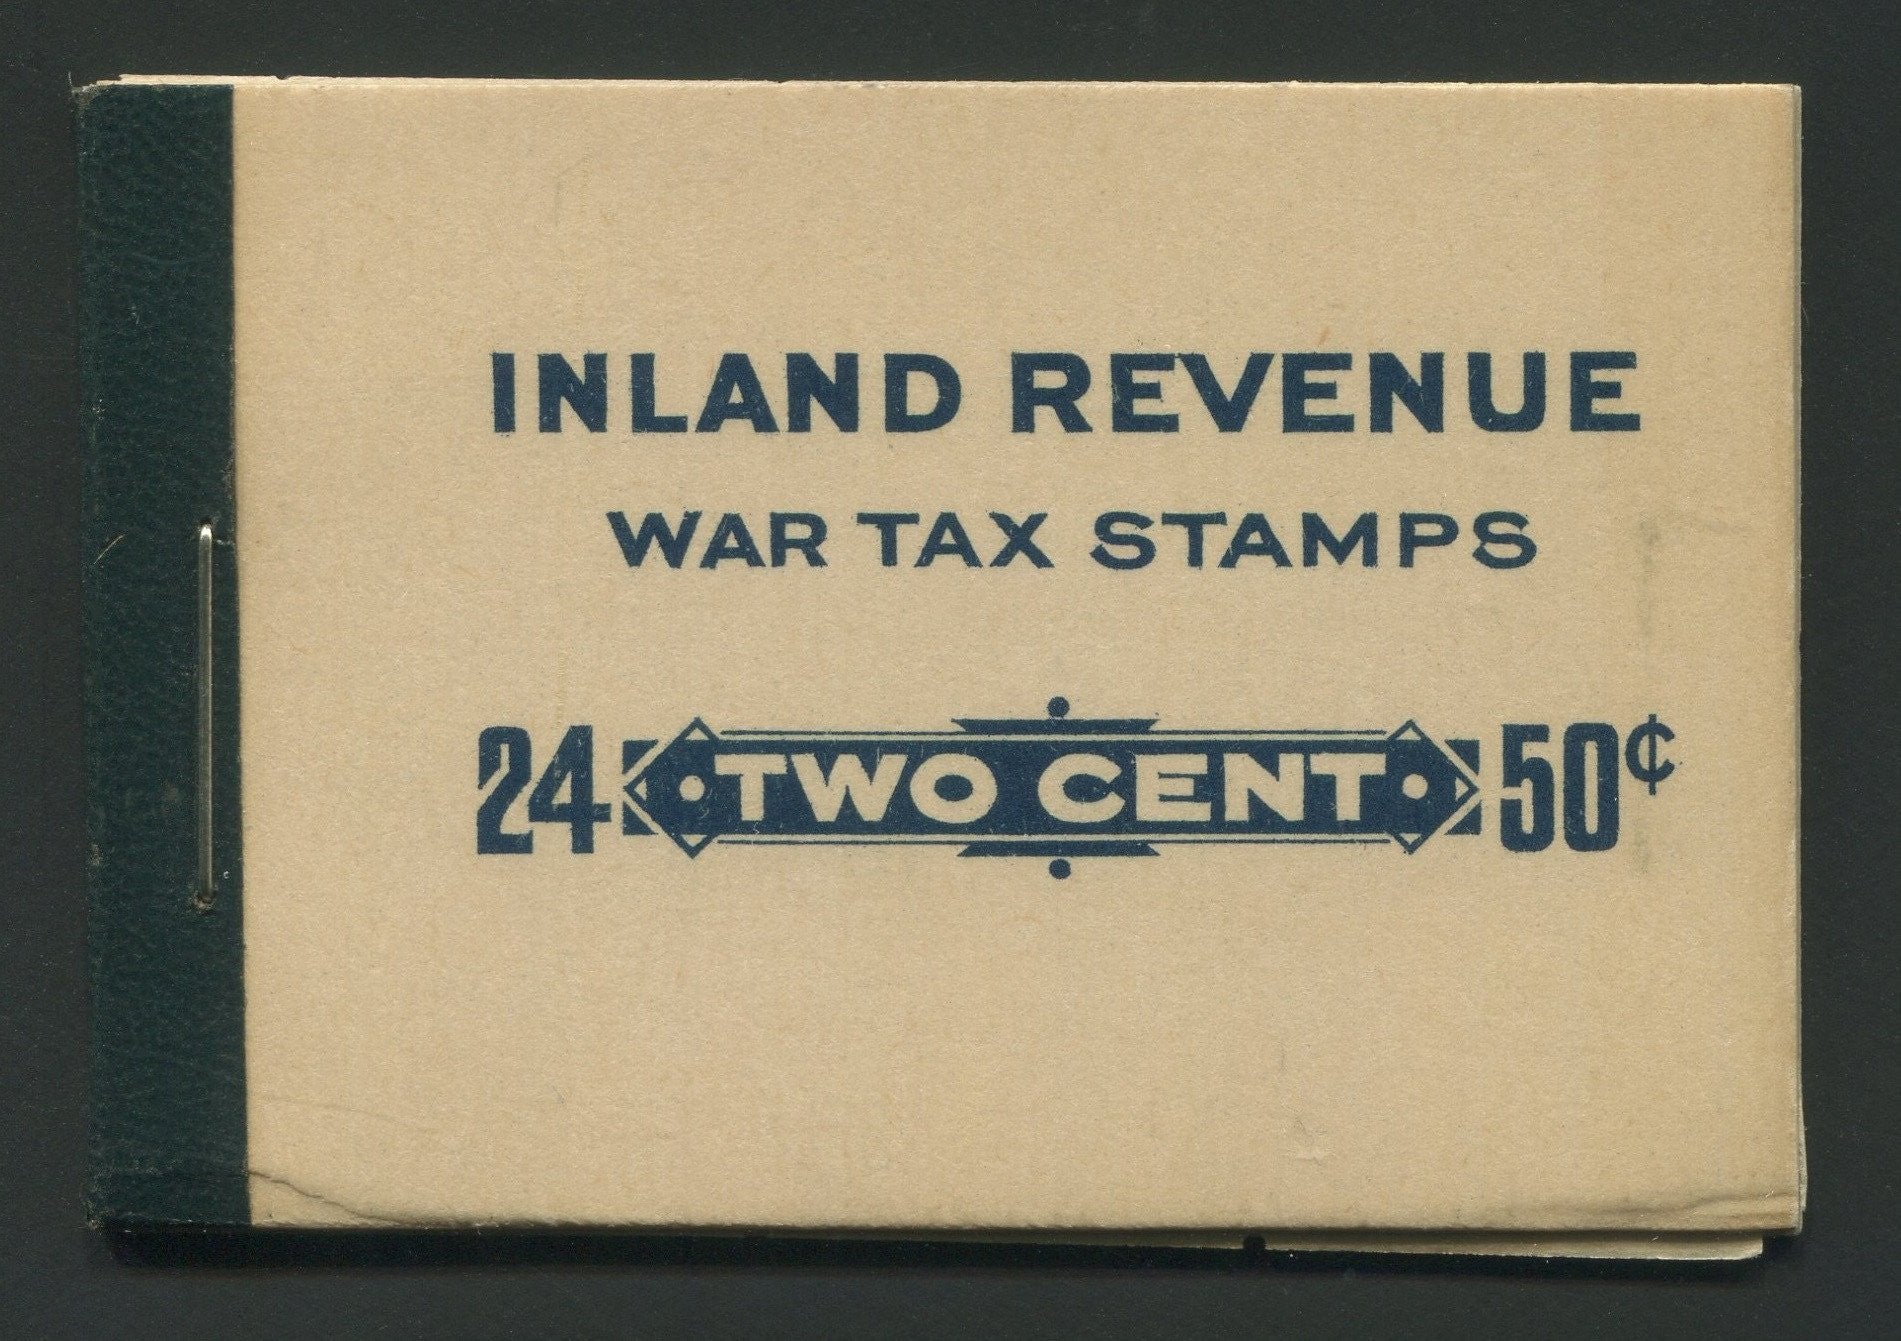 INLAND REVENUE
WAR TAX STAMPS
24 TWO CENT 50¢